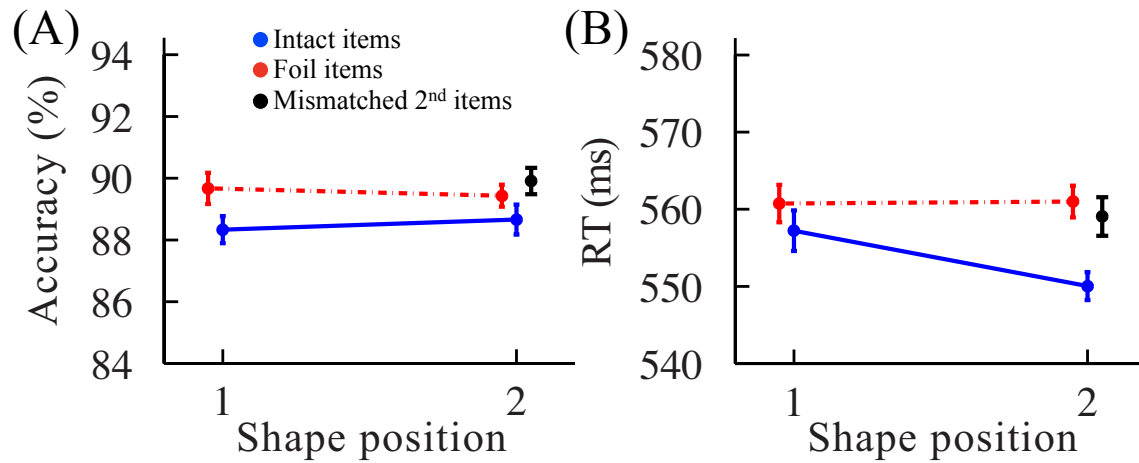 (A)
Accuracy (%)
94
92
90
88
86
84
Intact items
Foil items
Mismatched 2nd items
1
2
Shape position
(B)
RT (ms)
580
570
560
550
540
1
2
Shape position